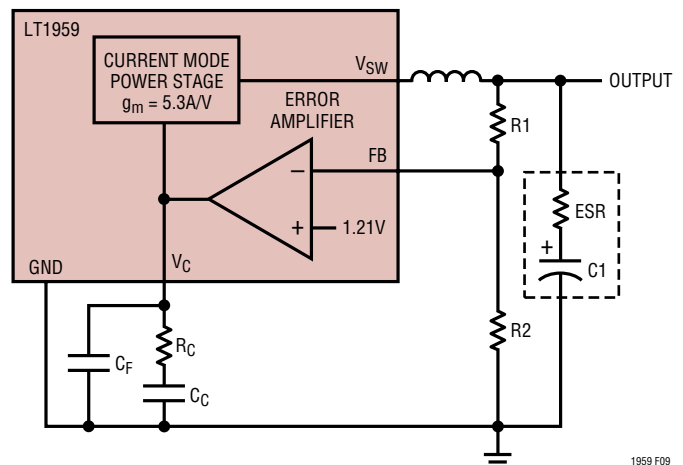 LT1959
CURRENT MODE
POWER STAGE
gm = 5.3A/V
VSW
OUTPUT
ERROR
AMPLIFIER
R1
FB
–
+
1.21V
ESR
+
C1
GND
VC
R2
RC
CF
CC
1959 F09